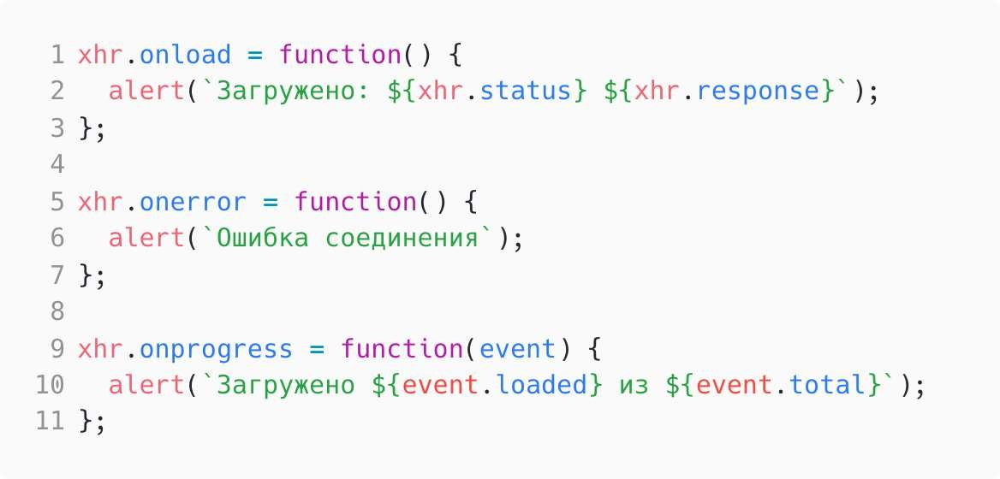 1 xhr.onload = function() {
2   alert(`Загружено: ${xhr.status} ${xhr.response}`);
3 };
4
5 xhr.onerror = function() {
6   alert(`Ошибка соединения`);
7 };
8
9 xhr.onprogress = function(event) {
10   alert(`Загружено ${event.loaded} из ${event.total}`);
11 };